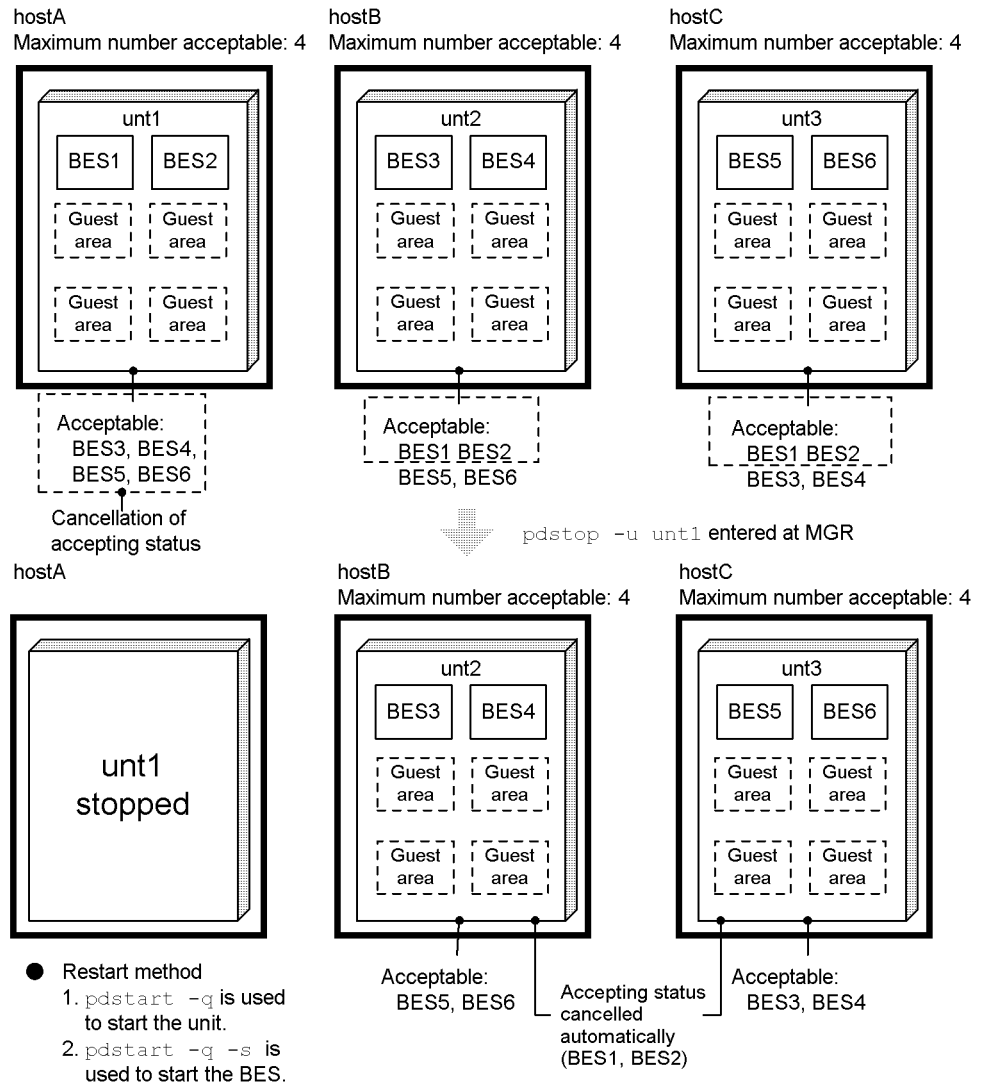 hostA
Maximum number acceptable: 4
hostB
Maximum number acceptable: 4
hostC
Maximum number acceptable: 4
unt1
BES1 BES2
Guest area Guest area
Guest area Guest area
unt2
BES3 BES4
Guest area Guest area
Guest area Guest area
unt3
BES5 BES6
Guest area Guest area
Guest area Guest area
Acceptable:
BES3, BES4,
BES5, BES6
Cancellation of
accepting status
Acceptable:
BES1 BES2
BES5, BES6
Acceptable:
BES1 BES2
BES3, BES4
pdstop -u unt1 entered at MGR
hostA
hostB
Maximum number acceptable: 4
hostC
Maximum number acceptable: 4
unt1
stopped
unt2
BES3 BES4
Guest area Guest area
Guest area Guest area
unt3
BES5 BES6
Guest area Guest area
Guest area Guest area
Acceptable:
BES5, BES6
Accepting status
cancelled
automatically
(BES1, BES2)
Acceptable:
BES3, BES4
● Restart method
1. pdstart -q is used
to start the unit.
2. pdstart -q -s is
used to start the BES.